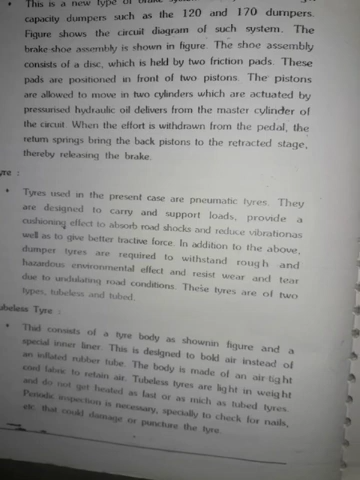 • This is a new type of brake
capacity dumpers such as the 120 and 170 dumpers.
Figure shows the circuit diagram of such system. The
brake-shoe assembly is shown in figure. The shoe assembly
consists of a disc, which is held by two friction pads. These
pads are positioned in front of two pistons. The pistons
are allowed to move in two cylinders which are actuated by
pressurised hydraulic oil delivers from the master cylinder of
the circuit. When the effort is withdrawn from the pedal, the
return springs bring the back pistons to the retracted stage,
thereby releasing the brake.
yre :
• Tyres used in the present case are pneumatic tyres. They
are designed to carry and support loads, provide a
cushioning effect to absorb road shocks and reduce vibrationas
well as to give better tractive force. In addition to the above,
dumper tyres are required to withstand rough and
hazardous environmental effect and resist wear and tear
due to undulating road conditions. These tyres are of two
types, tubeless and tubed.
ubeless Tyre :
• Thid consists of a tyre body as shownin figure and a
special inner liner. This is designed to bold air instead of
an inflated rubber tube. The body is made of an air tight
cord fabric to retain air. Tubeless tyres are light in weight
and do not get heated as fast or as mich as tubed tyres.
Periodic inspection is necessary, specially to check for nails,
etc. that could damage or puncture the tyre.